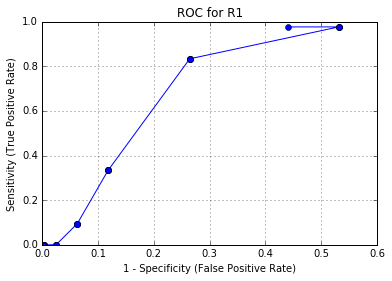 ROC for R1
1.0
0.8
0.6
0.4
0.2
0.0
Sensitivity (True Positive Rate)
0.0 0.1 0.2 0.3 0.4 0.5 0.6
1 - Specificity (False Positive Rate)